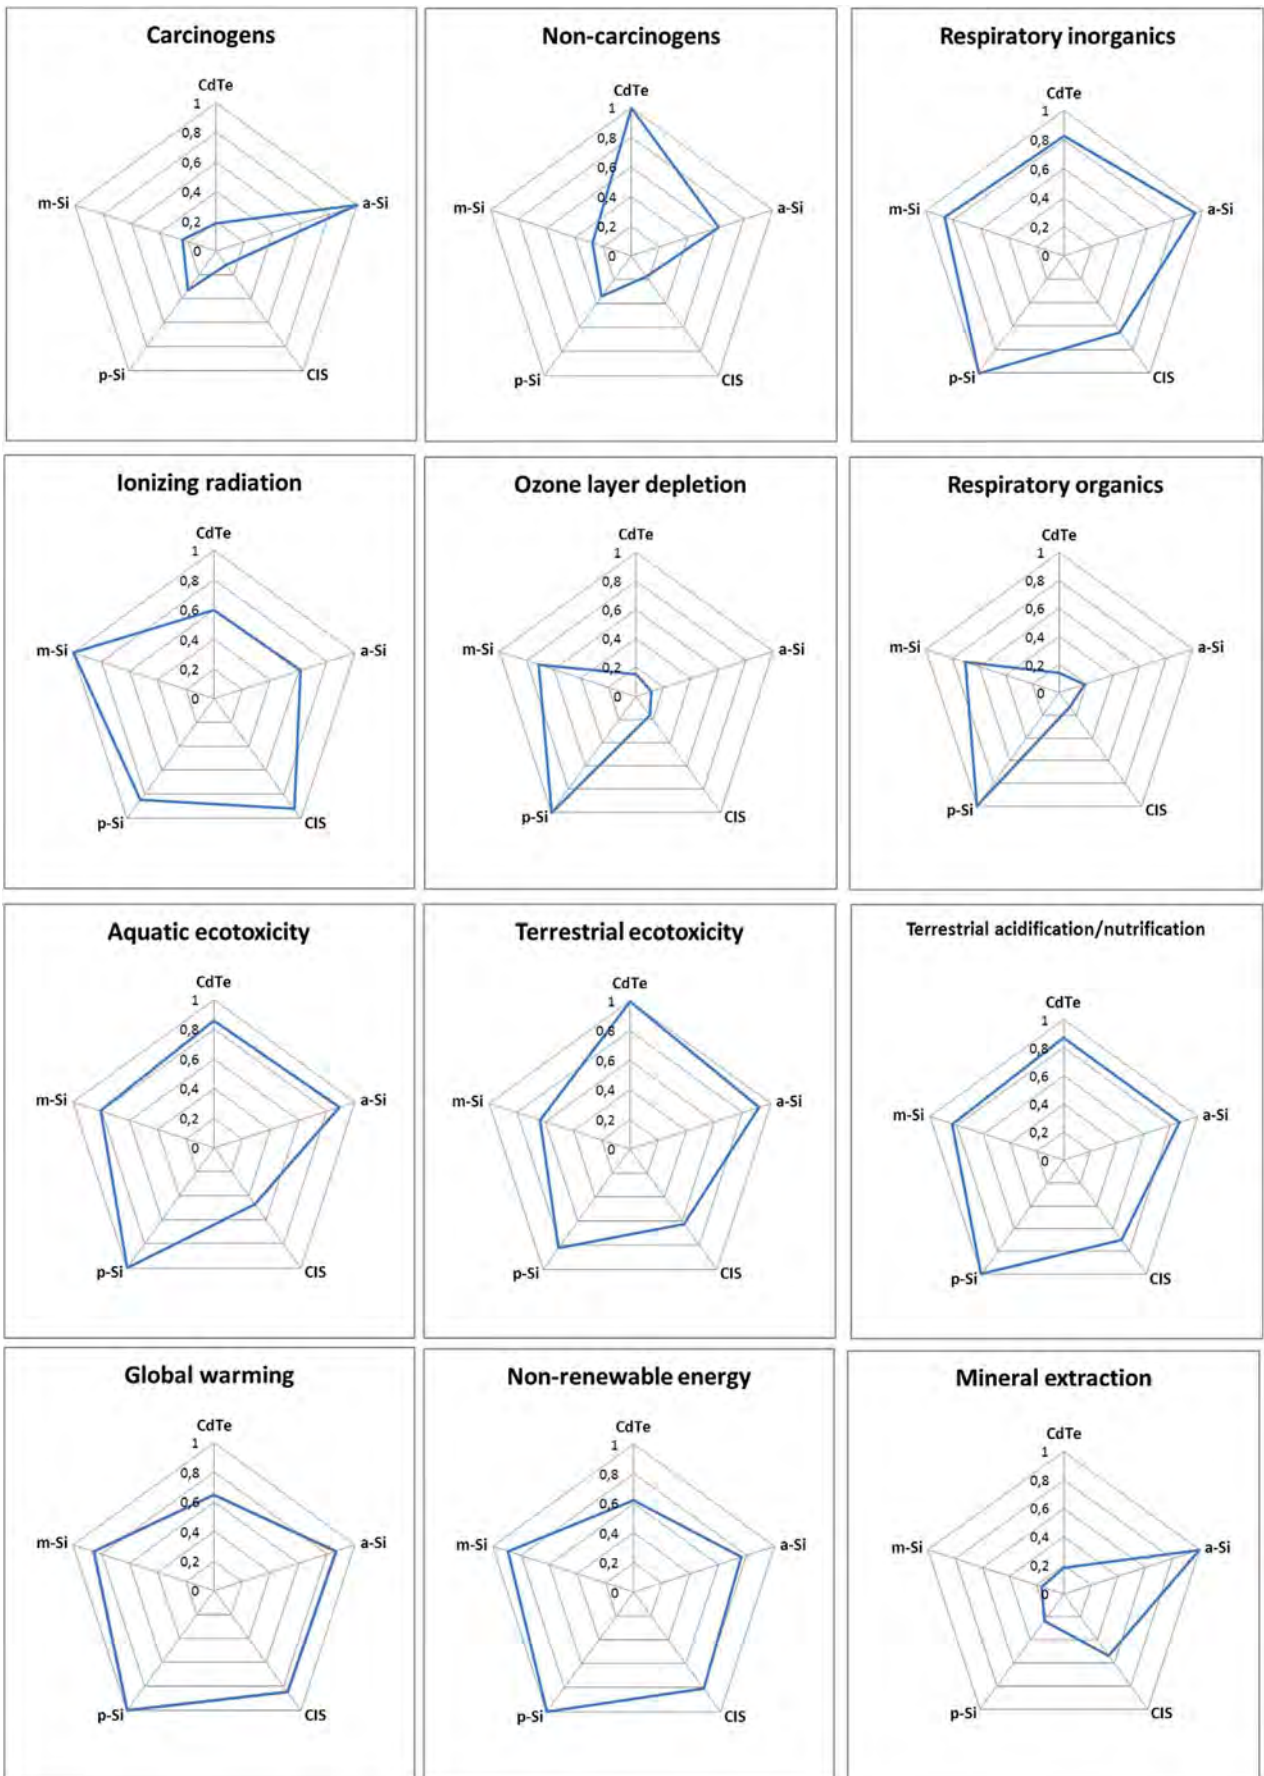 Carcinogens
CdTe
1
0,8
0,6
0,4
0,2
0
m-Si
a-Si
p-Si
CIS
Non-carcinogens
CdTe
1
0,8
0,6
0,4
0,2
0
m-Si
a-Si
p-Si
CIS
Respiratory inorganics
CdTe
1
0,8
0,6
0,4
0,2
0
m-Si
a-Si
p-Si
CIS
Ionizing radiation
CdTe
1
0,8
0,6
0,4
0,2
0
m-Si
a-Si
p-Si
CIS
Ozone layer depletion
CdTe
1
0,8
0,6
0,4
0,2
0
m-Si
a-Si
p-Si
CIS
Respiratory organics
CdTe
1
0,8
0,6
0,4
0,2
0
m-Si
a-Si
p-Si
CIS
Aquatic ecotoxicity
CdTe
1
0,8
0,6
0,4
0,2
0
m-Si
a-Si
p-Si
CIS
Terrestrial ecotoxicity
CdTe
1
0,8
0,6
0,4
0,2
0
m-Si
a-Si
p-Si
CIS
Terrestrial acidification/nutrification
CdTe
1
0,8
0,6
0,4
0,2
0
m-Si
a-Si
p-Si
CIS
Global warming
CdTe
1
0,8
0,6
0,4
0,2
0
m-Si
a-Si
p-Si
CIS
Non-renewable energy
CdTe
1
0,8
0,6
0,4
0,2
0
m-Si
a-Si
p-Si
CIS
Mineral extraction
CdTe
1
0,8
0,6
0,4
0,2
0
m-Si
a-Si
p-Si
CIS